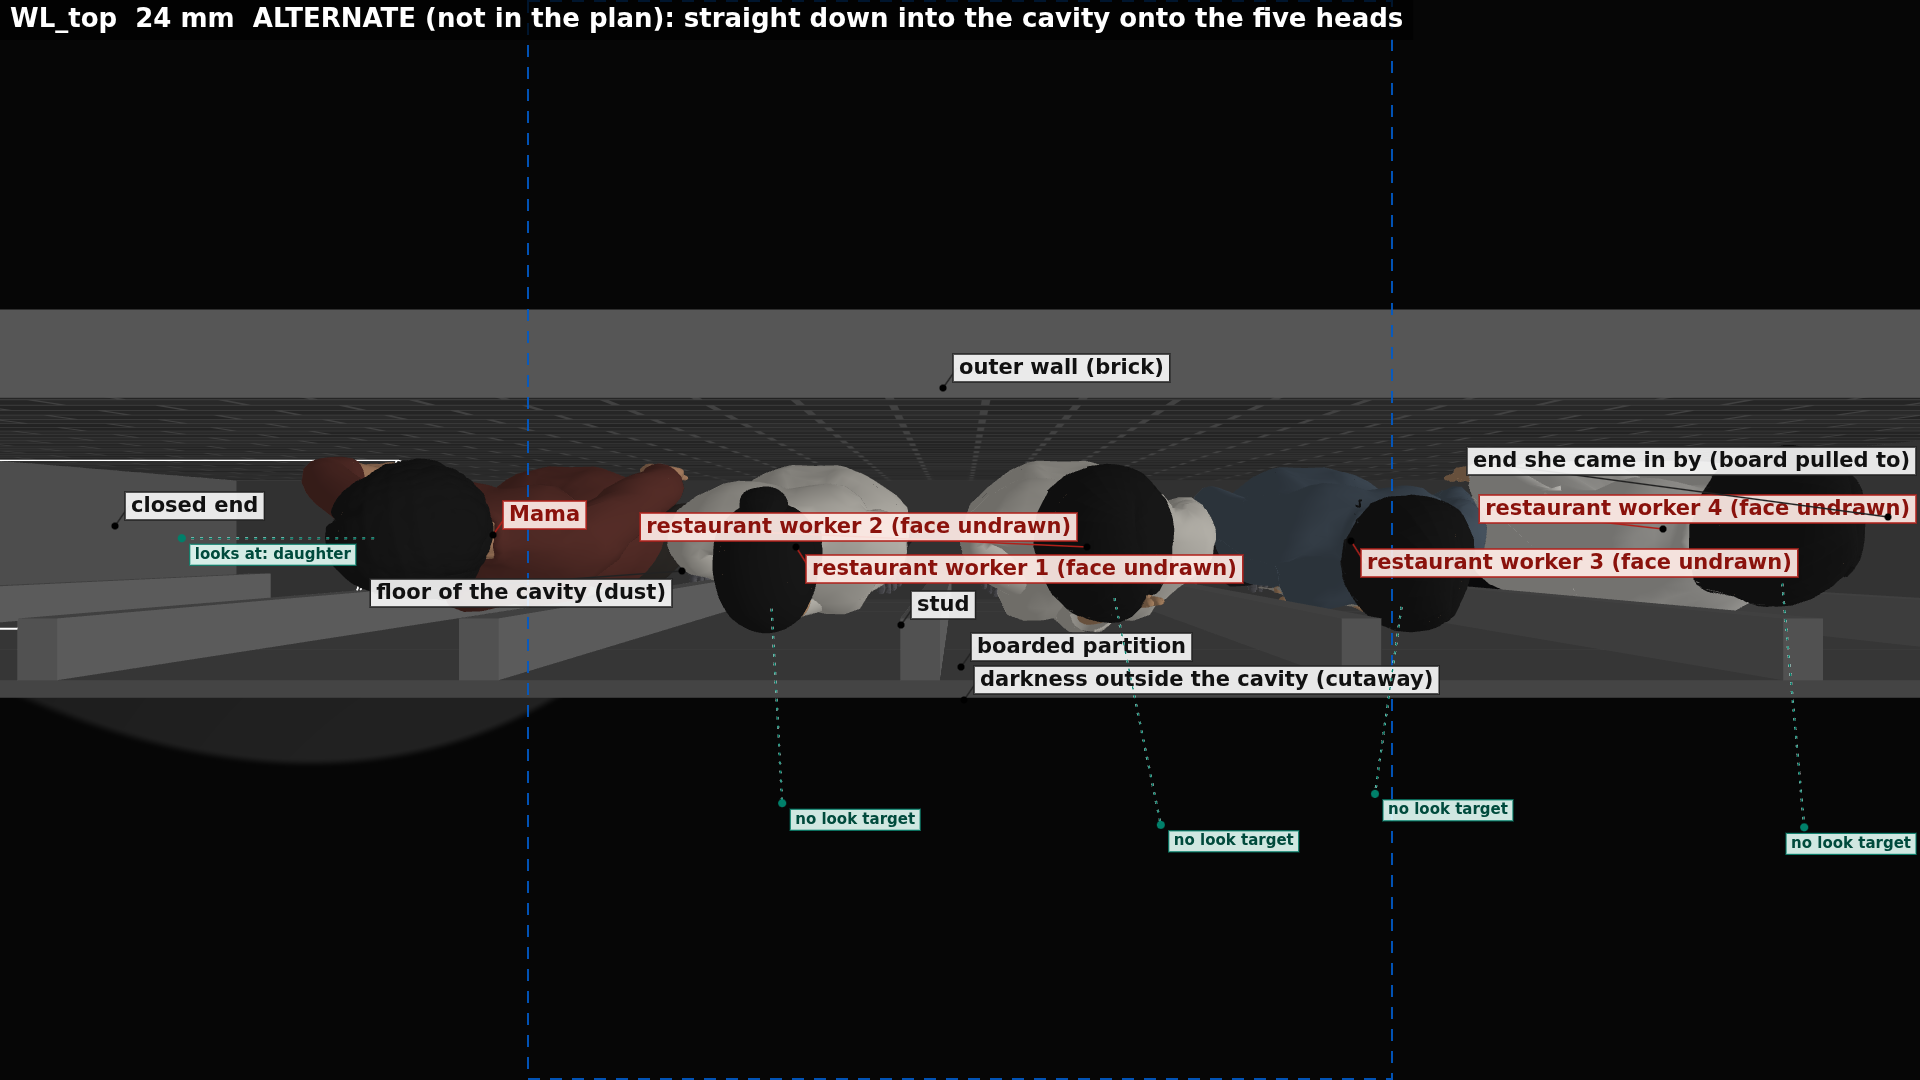 WL_top 24 mm ALTERNATE (not in the plan): straight down into the cavity onto the five heads
outer wall (brick)
end she came in by (board pulled to)
closed end
Mama
restaurant worker 4 (face undrawn)
restaurant worker 2 (face undrawn)
looks at: daughter
restaurant worker 1 (face undrawn)
restaurant worker 3 (face undrawn)
floor of the cavity (dust)
stud
boarded partition
darkness outside the cavity (cutaway)
no look target
no look target
no look target
no look target